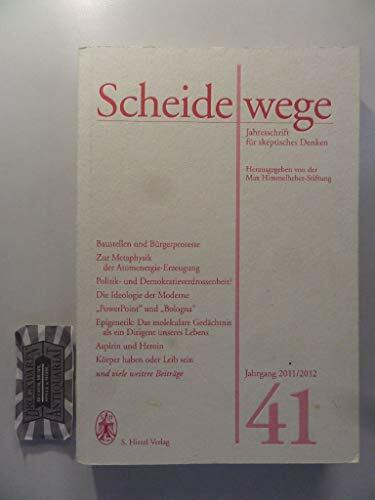 Scheidewege
Jahresschrift
für skeptisches Denken
Herausgegeben von der
Max Himmelheber-Stiftung
Baustellen und Bürgerproteste
Zur Metaphysik
der Atomenergie-Erzeugung
Politik- und Demokratieverdrossenheit?
Die Ideologie der Moderne
„PowerPoint" und „Bologna"
Epigenetik: Das molekulare Gedächtnis
als ein Dirigent unseres Lebens
Aspirin und Heroin
Körper haben oder Leib sein
und viele weitere Beiträge
Jahrgang 2011/2012
41
S. Hirzel Verlag